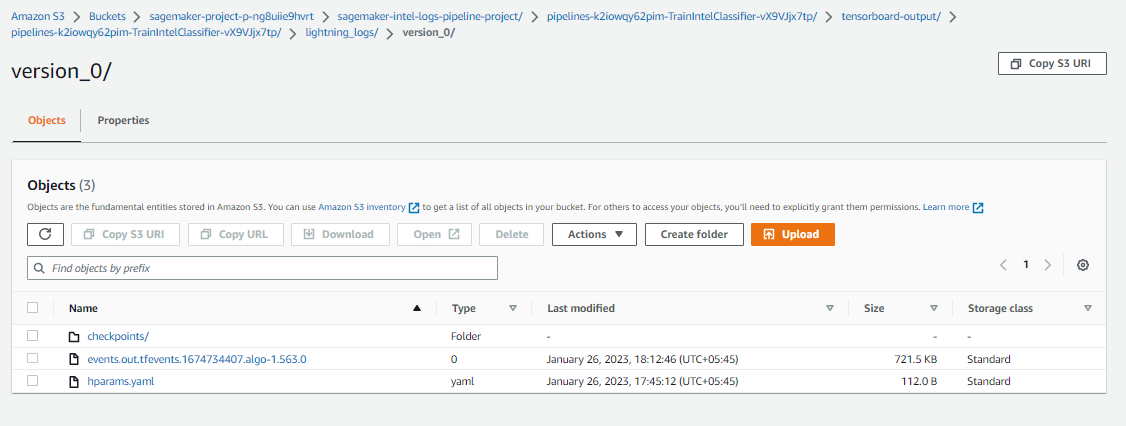 Amazon S3 > Buckets > sagemaker-project-p-ng8uiie9hvrt > sagemaker-intel-logs-pipeline-project/ > pipelines-k2iowqy62pim-TrainIntelClassifier-vX9VJjx7tp/ > tensorboard-output/ >
pipelines-k2iowqy62pim-TrainIntelClassifier-vX9VJjx7tp/ > lightning_logs/ > version_0/
version_0/
Copy S3 URI
Objects Properties
Objects (3)
Objects are the fundamental entities stored in Amazon S3. You can use Amazon S3 inventory to get a list of all objects in your bucket. For others to access your objects, you'll need to explicitly grant them permissions. Learn more
Copy S3 URI Copy URL Download Open Delete Actions Create folder Upload
Find objects by prefix
1
Name Type Last modified Size Storage class
checkpoints/ Folder - - -
events.out.tfevents.1674734407.algo-1.563.0 0 January 26, 2023, 18:12:46 (UTC+05:45) 721.5 KB Standard
hparams.yaml yaml January 26, 2023, 17:45:12 (UTC+05:45) 112.0 B Standard